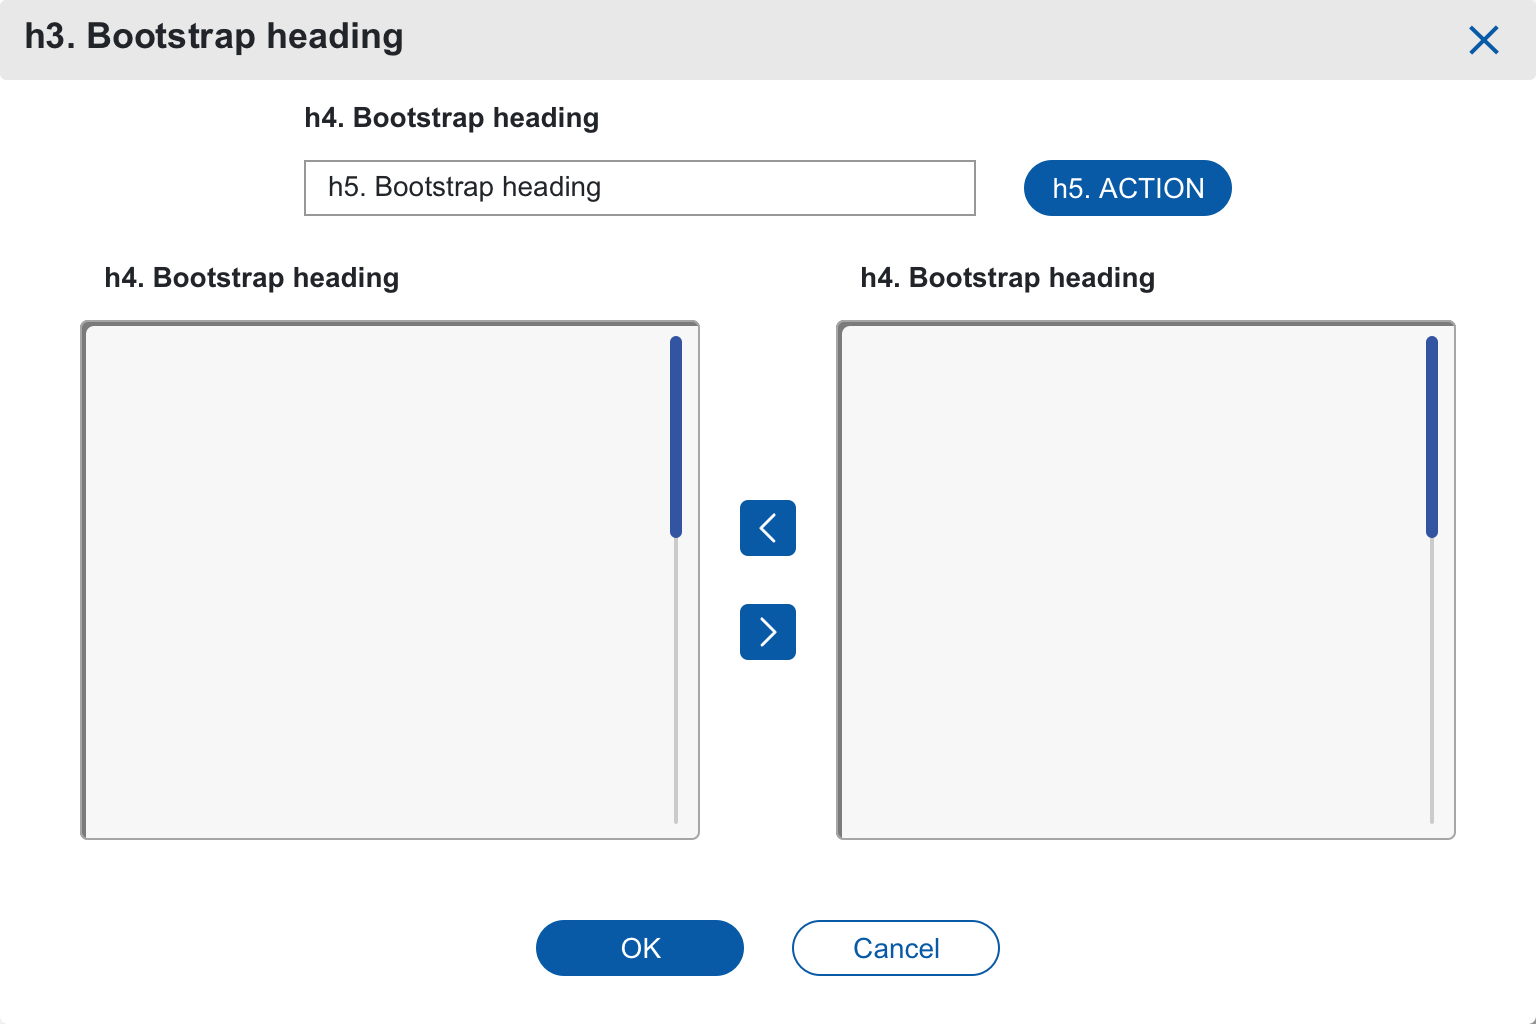 h3. Bootstrap heading
h4. Bootstrap heading
h5. Bootstrap heading
h5. ACTION
h4. Bootstrap heading
h4. Bootstrap heading
OK
Cancel